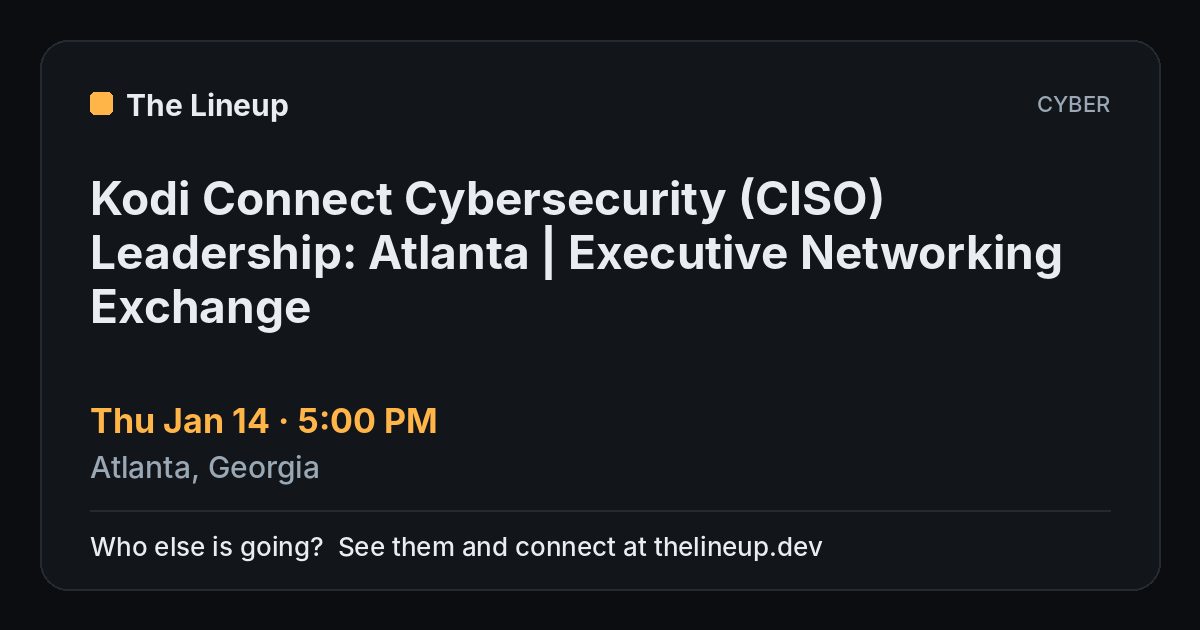 The Lineup
CYBER
Kodi Connect Cybersecurity (CISO)
Leadership: Atlanta | Executive Networking
Exchange
Thu Jan 14 · 5:00 PM
Atlanta, Georgia
Who else is going?  See them and connect at thelineup.dev